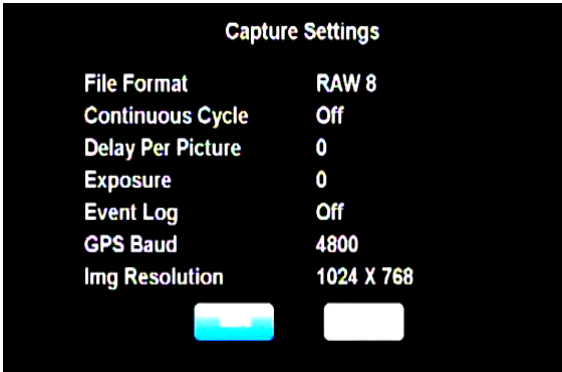 Capture Settings
File Format RAW 8
Continuous Cycle Off
Delay Per Picture 0
Exposure 0
Event Log Off
GPS Baud 4800
Img Resolution 1024 X 768